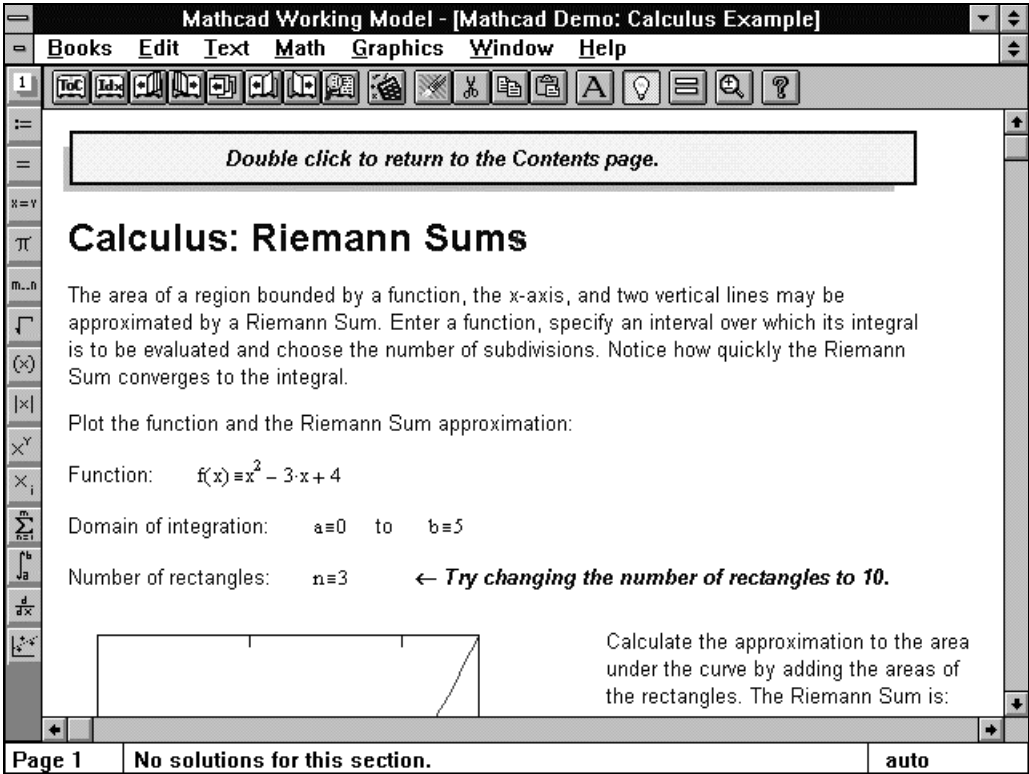 Mathcad Working Model - [Mathcad Demo: Calculus Example]
Books Edit Text Math Graphics Window Help
1 ToC Idx A ?
:=
=
x=y
π
m..n
√
(×)
|×|
×ʸ
×ᵢ
m Σ n=1
∫ b a
d/dx
Double click to return to the Contents page.
Calculus: Riemann Sums
The area of a region bounded by a function, the x-axis, and two vertical lines may be
approximated by a Riemann Sum. Enter a function, specify an interval over which its integral
is to be evaluated and choose the number of subdivisions. Notice how quickly the Riemann
Sum converges to the integral.
Plot the function and the Riemann Sum approximation:
Function: f(x)≡x² − 3·x + 4
Domain of integration: a≡0 to b≡5
Number of rectangles: n≡3 ← Try changing the number of rectangles to 10.
Calculate the approximation to the area
under the curve by adding the areas of
the rectangles. The Riemann Sum is:
Page 1 No solutions for this section. auto